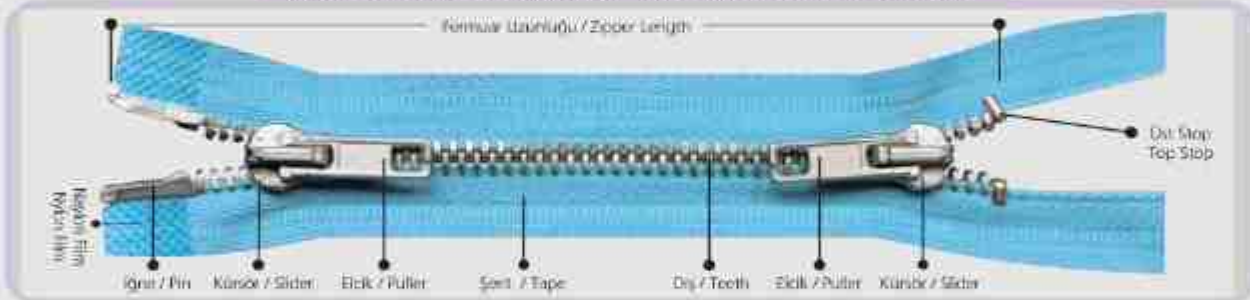 Fermuar Uzunluğu / Zipper Length
Üst Stop
Top Stop
Naylon Film
Nylon Film
İğne / Pin
Kürsör / Slider
Elcik / Puller
Şerit / Tape
Diş / Teeth
Elcik / Puller
Kürsör / Slider